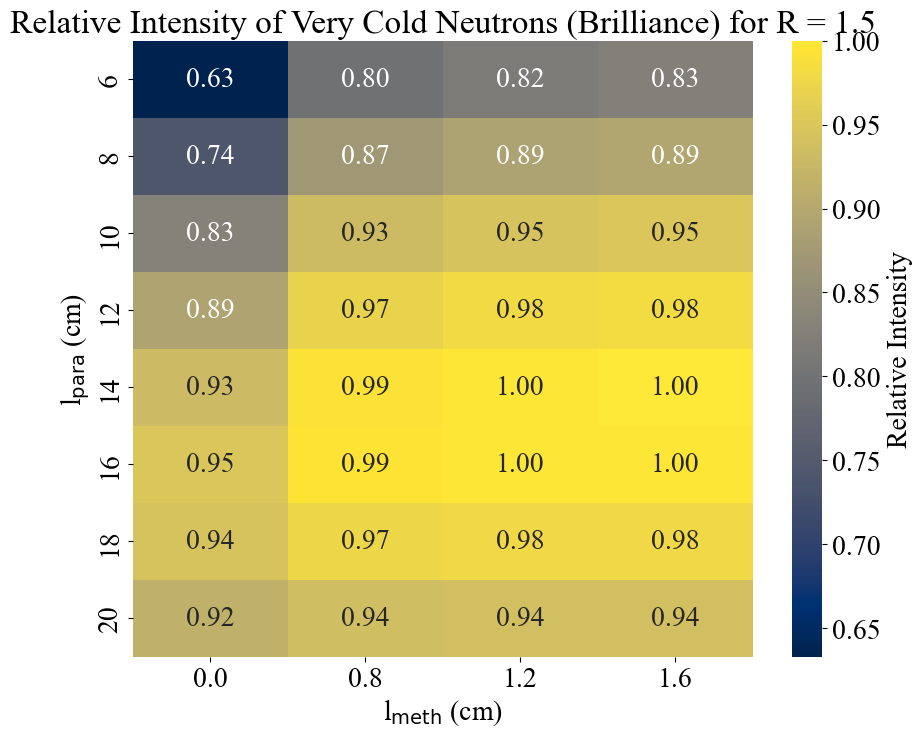 Relative Intensity of Very Cold Neutrons (Brilliance) for R = 1.5
6 0.63 0.80 0.82 0.83
8 0.74 0.87 0.89 0.89
10 0.83 0.93 0.95 0.95
12 0.89 0.97 0.98 0.98
14 0.93 0.99 1.00 1.00
16 0.95 0.99 1.00 1.00
18 0.94 0.97 0.98 0.98
20 0.92 0.94 0.94 0.94
0.0 0.8 1.2 1.6
l_meth (cm)
l_para (cm)
1.00
0.95
0.90
0.85
0.80
0.75
0.70
0.65
Relative Intensity